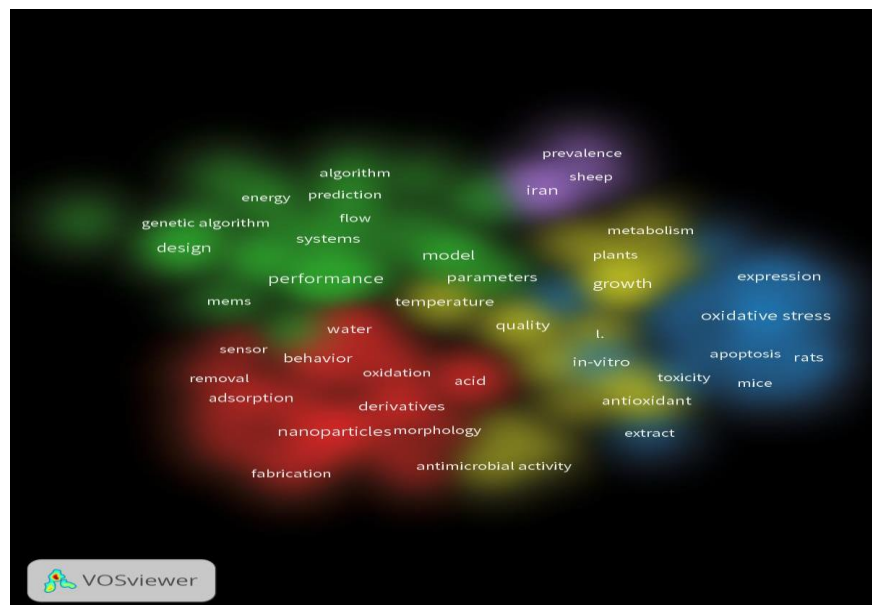 prevalence
algorithm
sheep
iran
energy
prediction
flow
genetic algorithm
metabolism
systems
design
model
plants
performance
parameters
growth
expression
mems
temperature
oxidative stress
water
quality
l.
sensor
behavior
in-vitro
apoptosis
rats
removal
oxidation
acid
toxicity
mice
adsorption
derivatives
antioxidant
nanoparticles
morphology
extract
fabrication
antimicrobial activity
VOSviewer